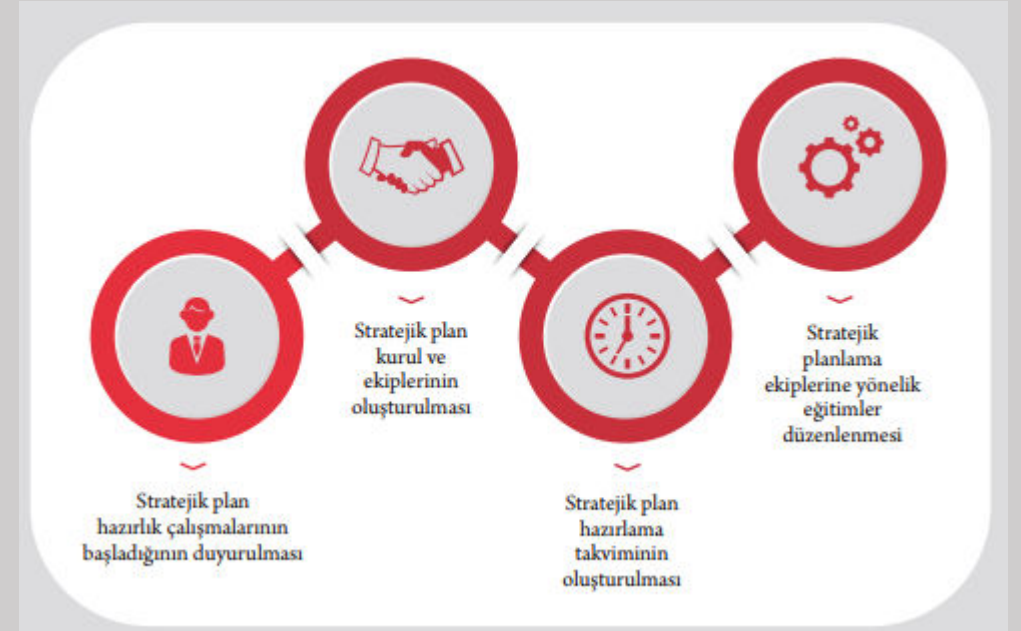 Stratejik plan
hazırlık çalışmalarının
başladığının duyurulması
Stratejik plan
kurul ve
ekiplerinin
oluşturulması
Stratejik plan
hazırlama
takviminin
oluşturulması
Stratejik
planlama
ekiplerine yönelik
eğitimler
düzenlenmesi